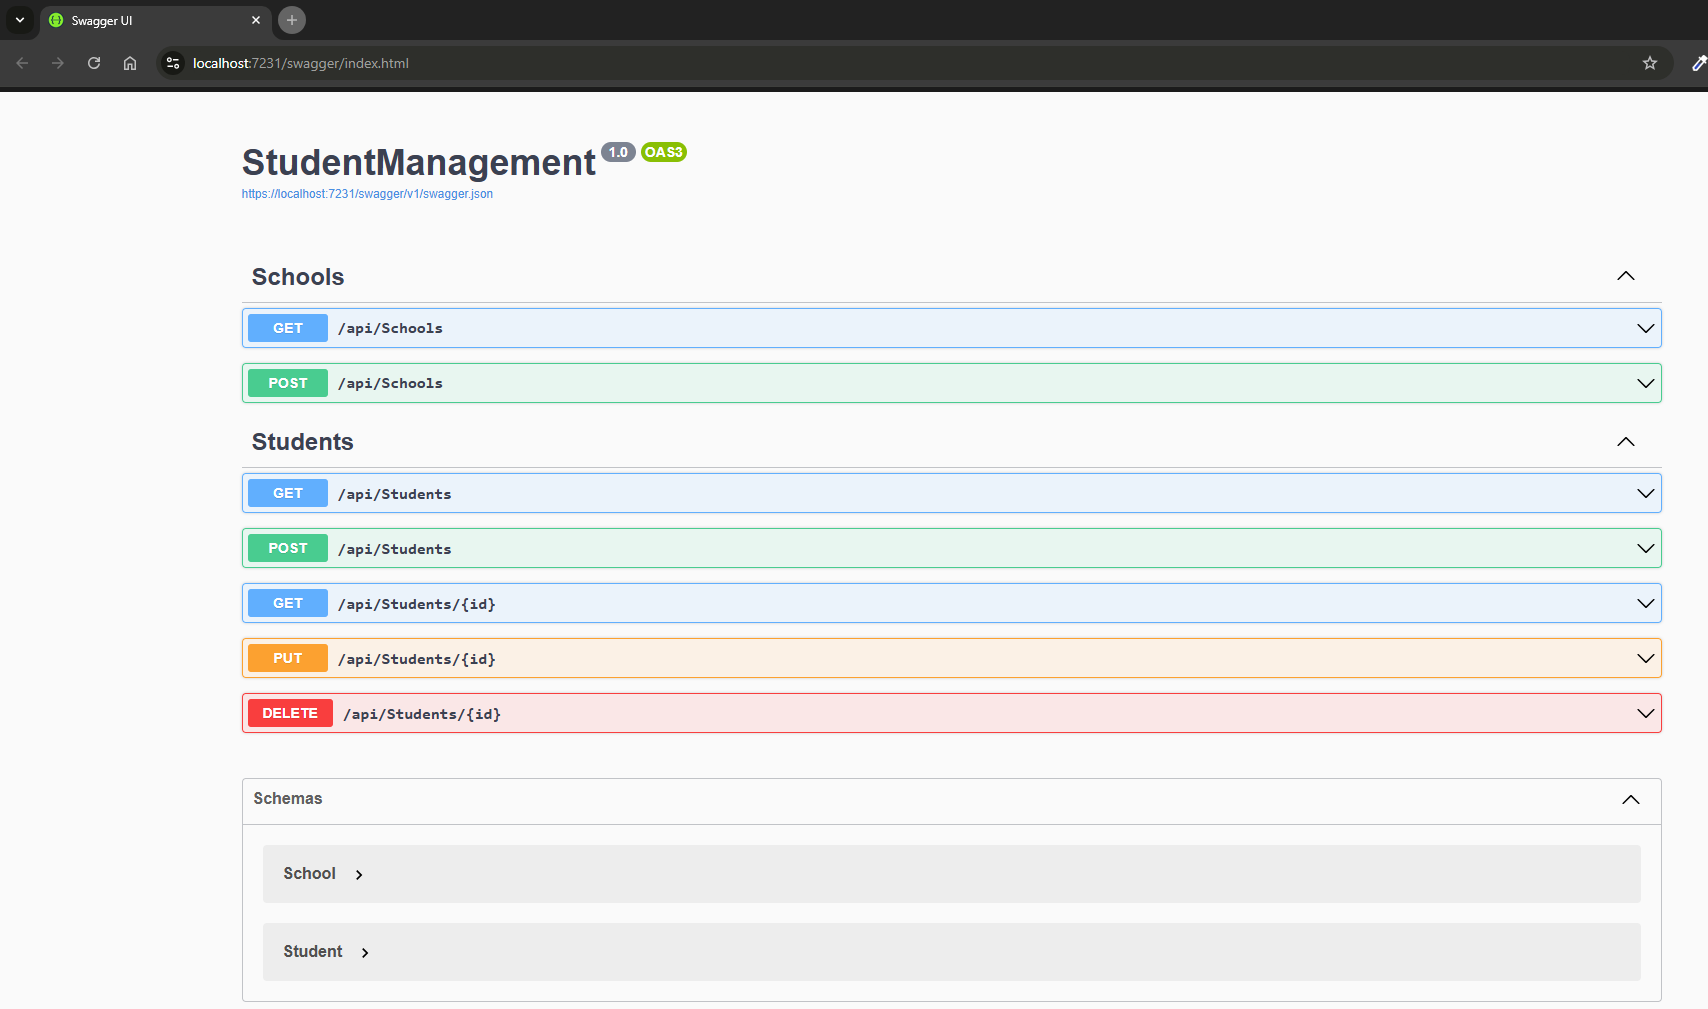 Swagger UI
localhost:7231/swagger/index.html
StudentManagement 1.0 OAS3
https://localhost:7231/swagger/v1/swagger.json
Schools
GET /api/Schools
POST /api/Schools
Students
GET /api/Students
POST /api/Students
GET /api/Students/{id}
PUT /api/Students/{id}
DELETE /api/Students/{id}
Schemas
School
Student